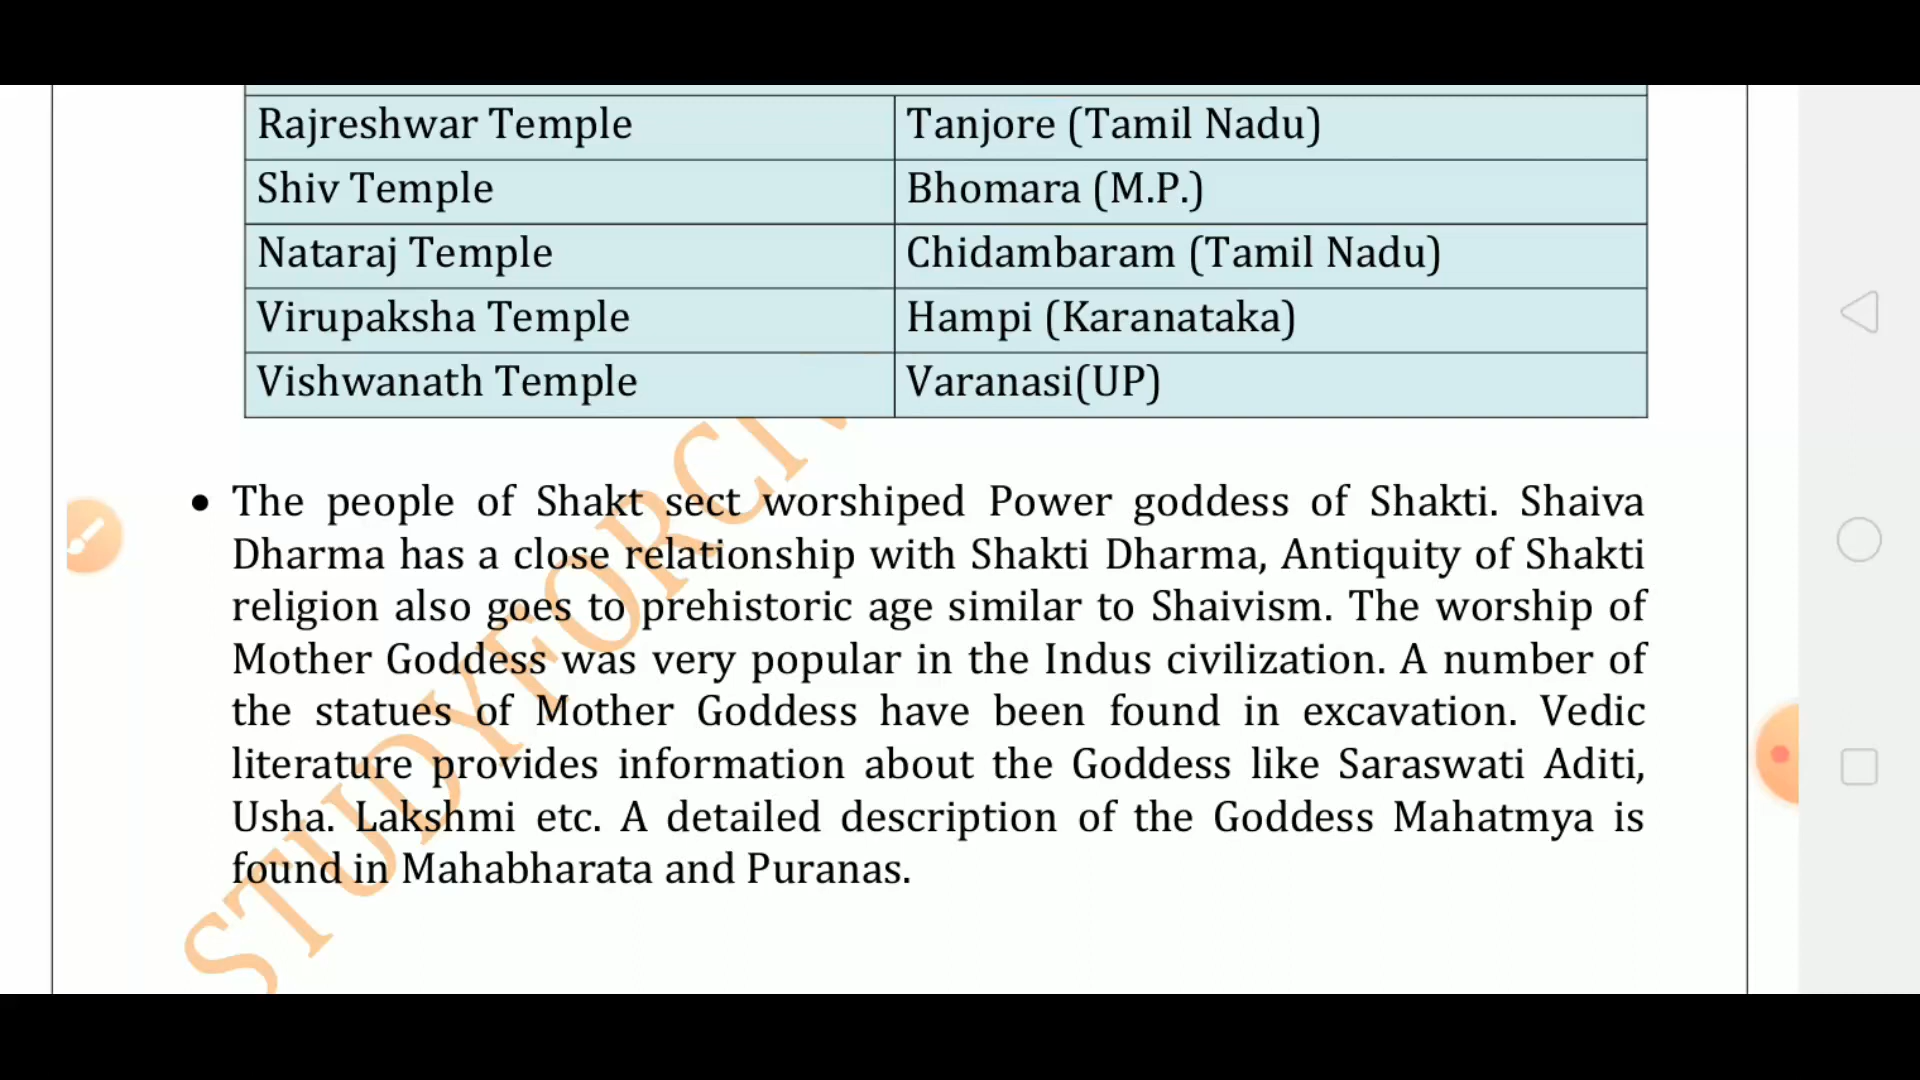 Rajreshwar Temple Tanjore (Tamil Nadu)
Shiv Temple Bhomara (M.P.)
Nataraj Temple Chidambaram (Tamil Nadu)
Virupaksha Temple Hampi (Karanataka)
Vishwanath Temple Varanasi(UP)
• The people of Shakt sect worshiped Power goddess of Shakti. Shaiva
Dharma has a close relationship with Shakti Dharma, Antiquity of Shakti
religion also goes to prehistoric age similar to Shaivism. The worship of
Mother Goddess was very popular in the Indus civilization. A number of
the statues of Mother Goddess have been found in excavation. Vedic
literature provides information about the Goddess like Saraswati Aditi,
Usha. Lakshmi etc. A detailed description of the Goddess Mahatmya is
found in Mahabharata and Puranas.